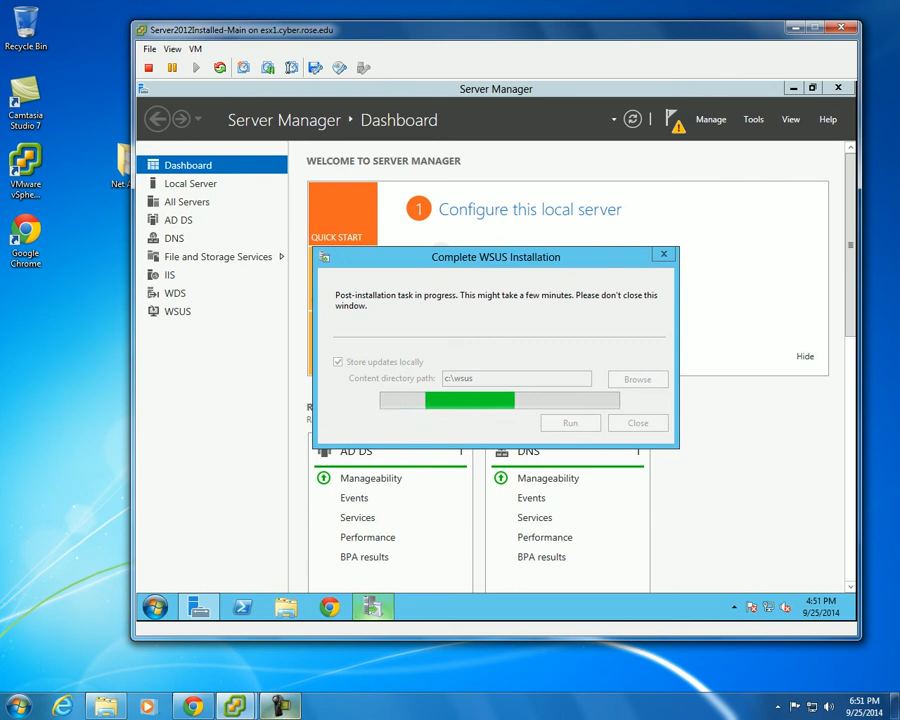 Recycle Bin
Camtasia
Studio 7
VMware
vSphe...
Google
Chrome
Net A
Server2012Installed-Main on esx1.cyber.rose.edu
File View VM
Server Manager
Server Manager ‣ Dashboard
Manage Tools View Help
Dashboard
Local Server
All Servers
AD DS
DNS
File and Storage Services
IIS
WDS
WSUS
WELCOME TO SERVER MANAGER
QUICK START
1 Configure this local server
Hide
Complete WSUS Installation
Post-installation task in progress. This might take a few minutes. Please don't close this
window.
Store updates locally
Content directory path: c:\wsus Browse
Run Close
AD DS 1
Manageability
Events
Services
Performance
BPA results
DNS 1
Manageability
Events
Services
Performance
BPA results
4:51 PM
9/25/2014
6:51 PM
9/25/2014